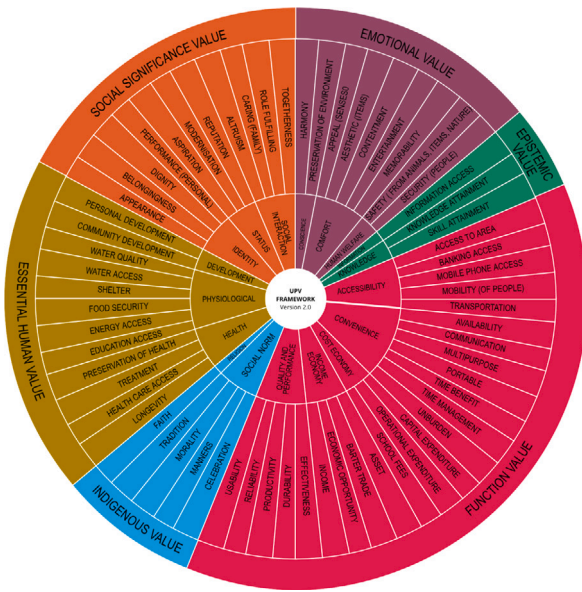 SOCIAL SIGNIFICANCE VALUE
EMOTIONAL VALUE
EPISTEMIC
VALUE
FUNCTION VALUE
INDIGENOUS VALUE
ESSENTIAL HUMAN VALUE
HARMONY
PRESERVATION OF ENVIRONMENT
APPEAL (SENSES)
AESTHETIC (ITEMS)
CONTENTMENT
ENTERTAINMENT
MEMORABILITY
SAFETY (FROM ANIMALS, ITEMS, NATURE)
SECURITY (PEOPLE)
INFORMATION ACCESS
KNOWLEDGE ATTAINMENT
SKILL ATTAINMENT
ACCESS TO AREA
BANKING ACCESS
MOBILE PHONE ACCESS
MOBILITY (OF PEOPLE)
TRANSPORTATION
AVAILABILITY
COMMUNICATION
MULTIPURPOSE
PORTABLE
TIME BENEFIT
TIME MANAGEMENT
UNBURDEN
CAPITAL EXPENDITURE
OPERATIONAL EXPENDITURE
SCHOOL FEES
ASSET
BARTER TRADE
ECONOMIC OPPORTUNITY
INCOME
EFFECTIVENESS
DURABILITY
PRODUCTIVITY
RELIABILITY
USABILITY
CELEBRATION
MANNERS
MORALITY
TRADITION
FAITH
LONGEVITY
HEALTH CARE ACCESS
TREATMENT
PRESERVATION OF HEALTH
EDUCATION ACCESS
ENERGY ACCESS
FOOD SECURITY
SHELTER
WATER ACCESS
WATER QUALITY
COMMUNITY DEVELOPMENT
PERSONAL DEVELOPMENT
APPEARANCE
BELONGINGNESS
DIGNITY
PERFORMANCE (PERSONAL)
ASPIRATION
MODERNISATION
REPUTATION
ALTRUISM
CARING (FAMILY)
ROLE FULFILLING
TOGETHERNESS
CONSCIENCE
COMFORT
HUMAN WELFARE
KNOWLEDGE
ACCESSIBILITY
CONVENIENCE
COST ECONOMY
INCOME
ECONOMY
QUALITY AND
PERFORMANCE
SOCIAL NORM
HEALTH
PHYSIOLOGICAL
DEVELOPMENT
IDENTITY
STATUS
SOCIAL
INTERACTION
UPV
FRAMEWORK
Version 2.0